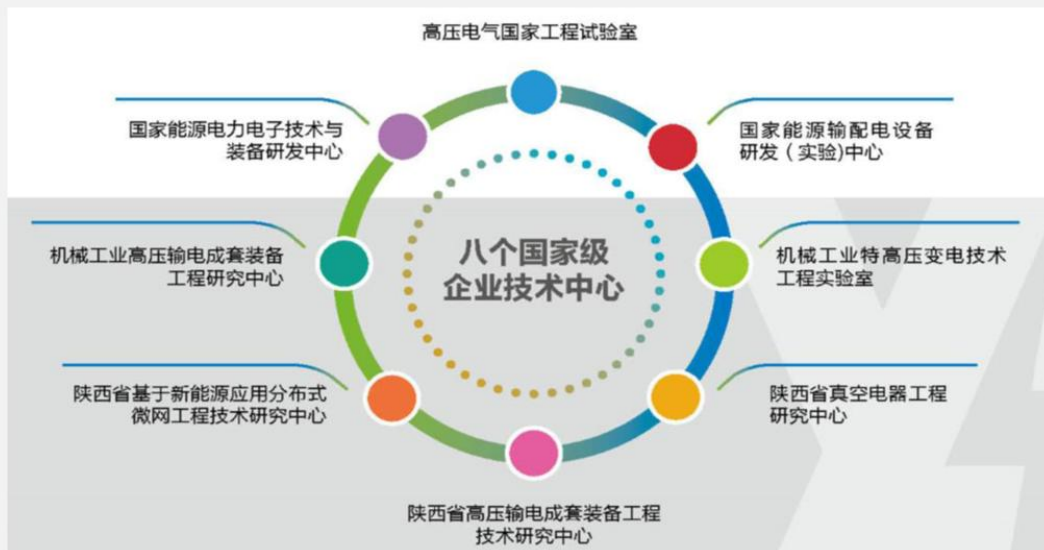 高压电气国家工程试验室
国家能源电力电子技术与
装备研发中心
国家能源输配电设备
研发（实验)中心
机械工业高压输电成套装备
工程研究中心
八个国家级
企业技术中心
机械工业特高压变电技术
工程实验室
陕西省基于新能源应用分布式
微网工程技术研究中心
陕西省真空电器工程
研究中心
陕西省高压输电成套装备工程
技术研究中心